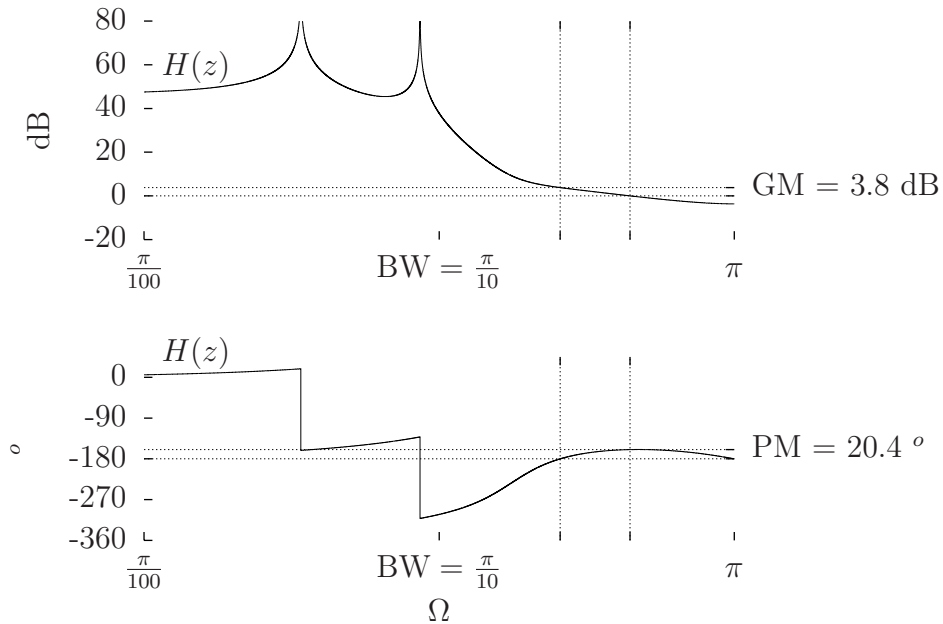 80
60
H(z)
40
dB
20
GM = 3.8 dB
0
-20
π/100
BW = π/10
π
H(z)
0
-90
o
PM = 20.4 o
-180
-270
-360
π/100
BW = π/10
π
Ω